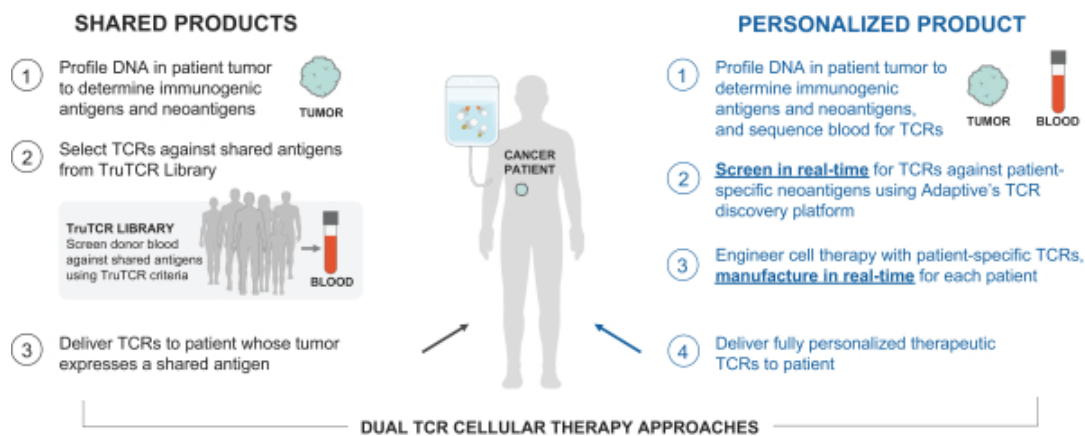 SHARED PRODUCTS
1
Profile DNA in patient tumor
to determine immunogenic
antigens and neoantigens
TUMOR
2
Select TCRs against shared antigens
from TruTCR Library
TruTCR LIBRARY
Screen donor blood
against shared antigens
using TruTCR criteria
BLOOD
3
Deliver TCRs to patient whose tumor
expresses a shared antigen
CANCER
PATIENT
PERSONALIZED PRODUCT
1
Profile DNA in patient tumor to
determine immunogenic
antigens and neoantigens,
and sequence blood for TCRs
TUMOR
BLOOD
2
Screen in real-time for TCRs against patient-
specific neoantigens using Adaptive's TCR
discovery platform
3
Engineer cell therapy with patient-specific TCRs,
manufacture in real-time for each patient
4
Deliver fully personalized therapeutic
TCRs to patient
DUAL TCR CELLULAR THERAPY APPROACHES